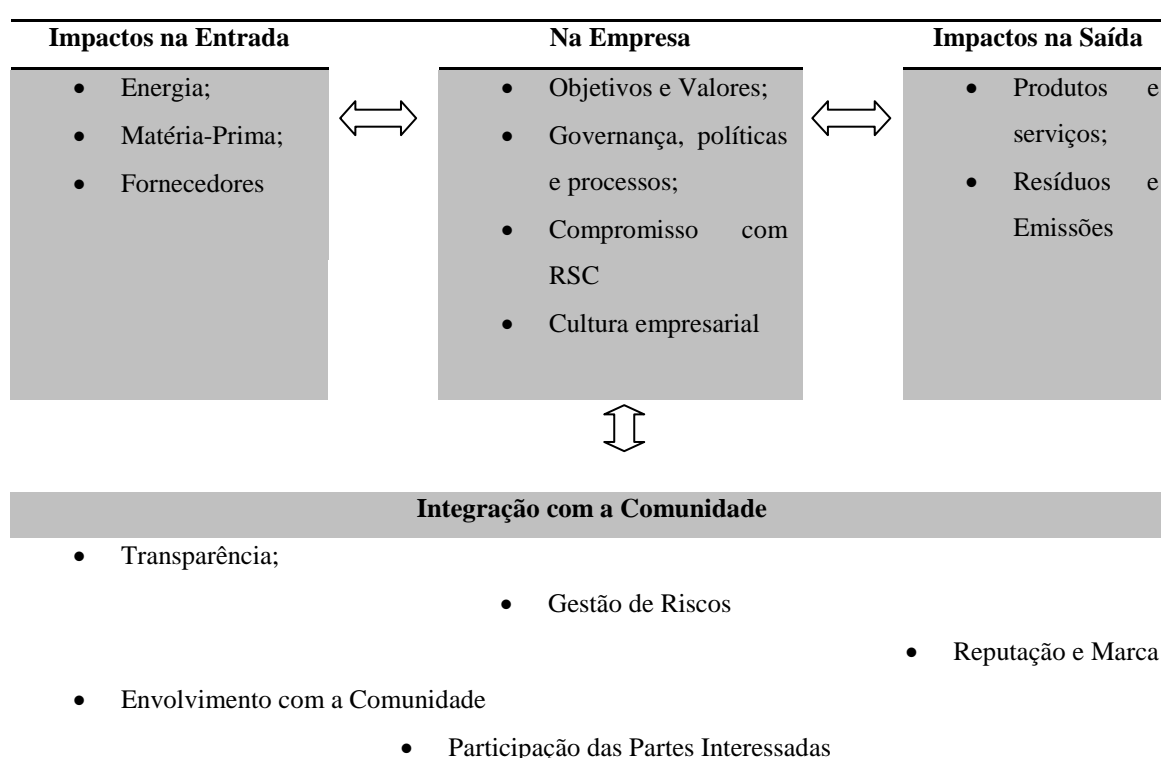 Impactos na Entrada
Na Empresa
Impactos na Saída
• Energia;
• Matéria-Prima;
• Fornecedores
• Objetivos e Valores;
• Governança, políticas
e processos;
• Compromisso com
RSC
• Cultura empresarial
• Produtos e
serviços;
• Resíduos e
Emissões
Integração com a Comunidade
• Transparência;
• Gestão de Riscos
• Reputação e Marca
• Envolvimento com a Comunidade
• Participação das Partes Interessadas